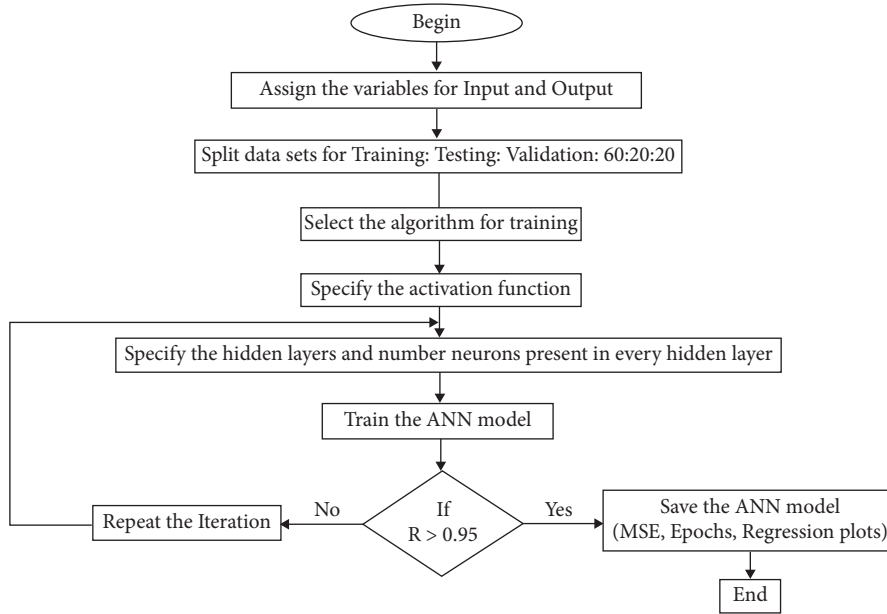 Begin
Assign the variables for Input and Output
Split data sets for Training: Testing: Validation: 60:20:20
Select the algorithm for training
Specify the activation function
Specify the hidden layers and number neurons present in every hidden layer
Train the ANN model
If
R > 0.95
No
Repeat the Iteration
Yes
Save the ANN model
(MSE, Epochs, Regression plots)
End